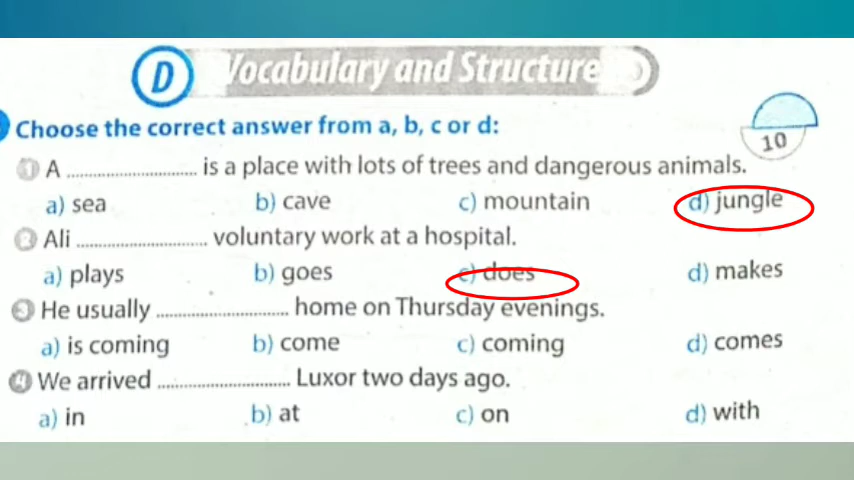 D Vocabulary and Structure
Choose the correct answer from a, b, c or d:
10
1 A .............................. is a place with lots of trees and dangerous animals.
a) sea b) cave c) mountain d) jungle
2 Ali .............................. voluntary work at a hospital.
a) plays b) goes c) does d) makes
3 He usually .............................. home on Thursday evenings.
a) is coming b) come c) coming d) comes
4 We arrived .............................. Luxor two days ago.
a) in b) at c) on d) with